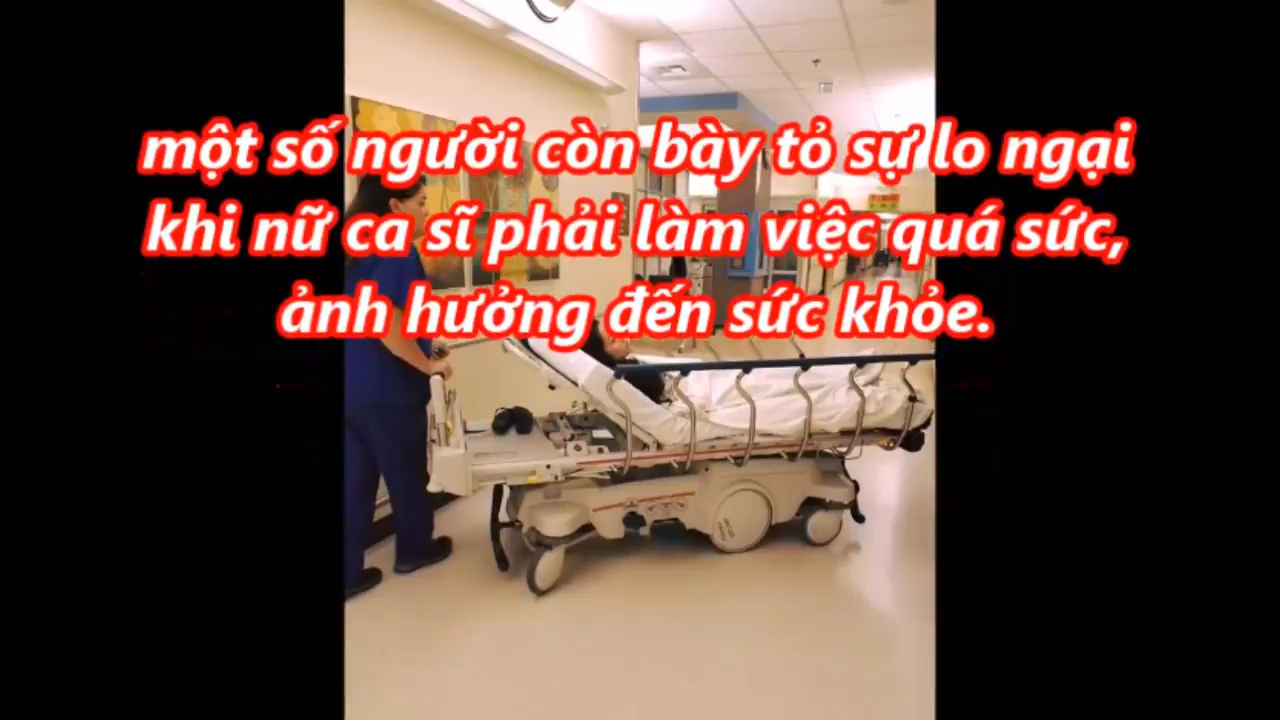 một số người còn bày tỏ sự lo ngại
khi nữ ca sĩ phải làm việc quá sức,
ảnh hưởng đến sức khỏe.